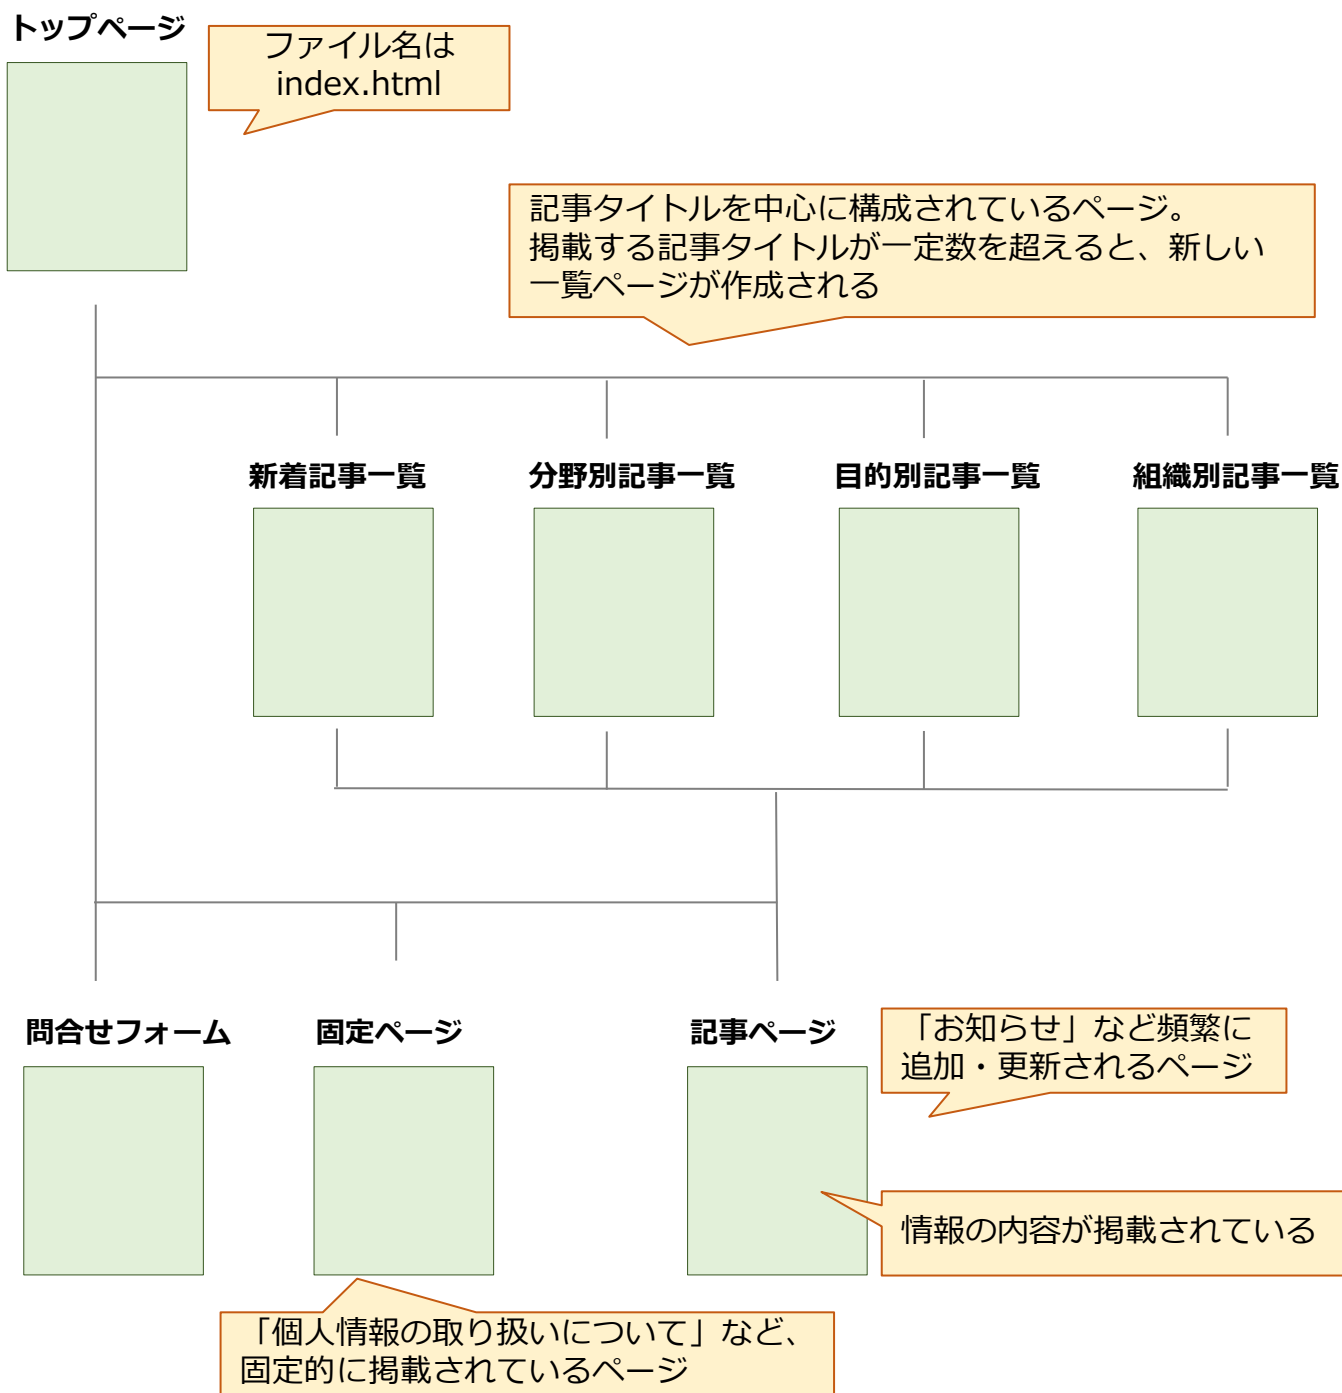 トップページ
ファイル名は
index.html
記事タイトルを中心に構成されているページ。
掲載する記事タイトルが一定数を超えると、新しい
一覧ページが作成される
新着記事一覧
分野別記事一覧
目的別記事一覧
組織別記事一覧
問合せフォーム
固定ページ
記事ページ
「お知らせ」など頻繁に
追加・更新されるページ
情報の内容が掲載されている
「個人情報の取り扱いについて」など、
固定的に掲載されているページ